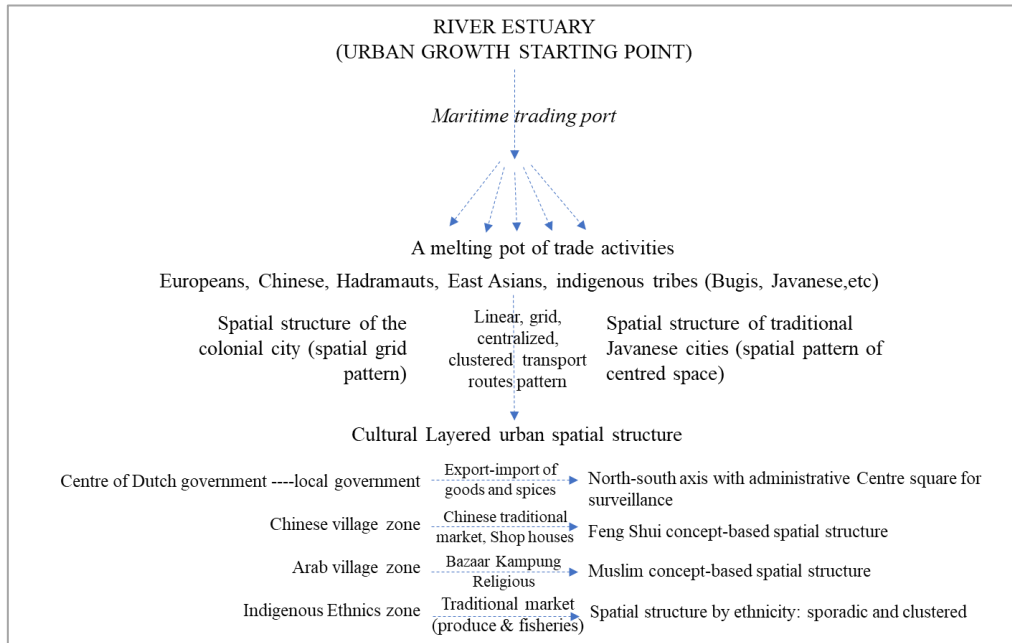 RIVER ESTUARY
(URBAN GROWTH STARTING POINT)
Maritime trading port
A melting pot of trade activities
Europeans, Chinese, Hadramauts, East Asians, indigenous tribes (Bugis, Javanese,etc)
Spatial structure of the
colonial city (spatial grid
pattern)
Linear, grid,
centralized,
clustered transport
routes pattern
Spatial structure of traditional
Javanese cities (spatial pattern of
centred space)
Cultural Layered urban spatial structure
Centre of Dutch government ----local government
Export-import of
goods and spices
North-south axis with administrative Centre square for
surveillance
Chinese village zone
Chinese traditional
market, Shop houses
Feng Shui concept-based spatial structure
Arab village zone
Bazaar Kampung
Religious
Muslim concept-based spatial structure
Indigenous Ethnics zone
Traditional market
(produce & fisheries)
Spatial structure by ethnicity: sporadic and clustered